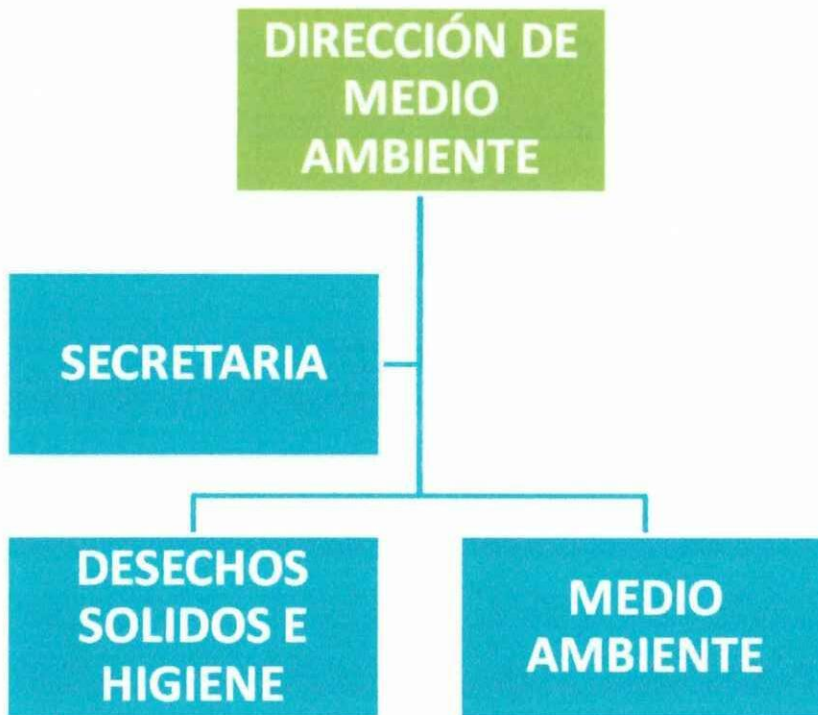 DIRECCIÓN DE
MEDIO
AMBIENTE
SECRETARIA
DESECHOS
SOLIDOS E
HIGIENE
MEDIO
AMBIENTE